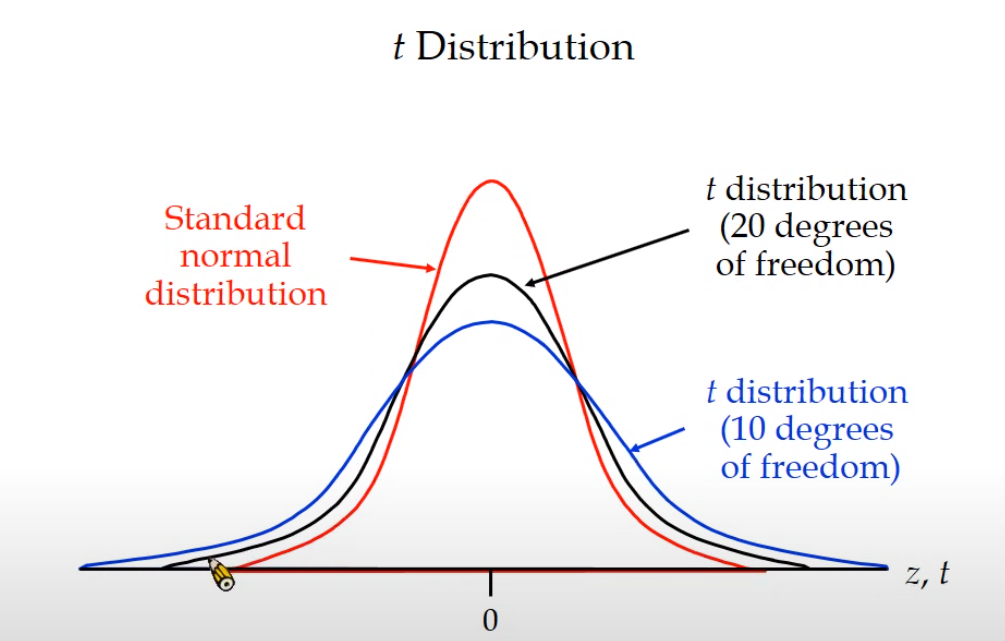 t Distribution
Standard
normal
distribution
t distribution
(20 degrees
of freedom)
t distribution
(10 degrees
of freedom)
z, t
0